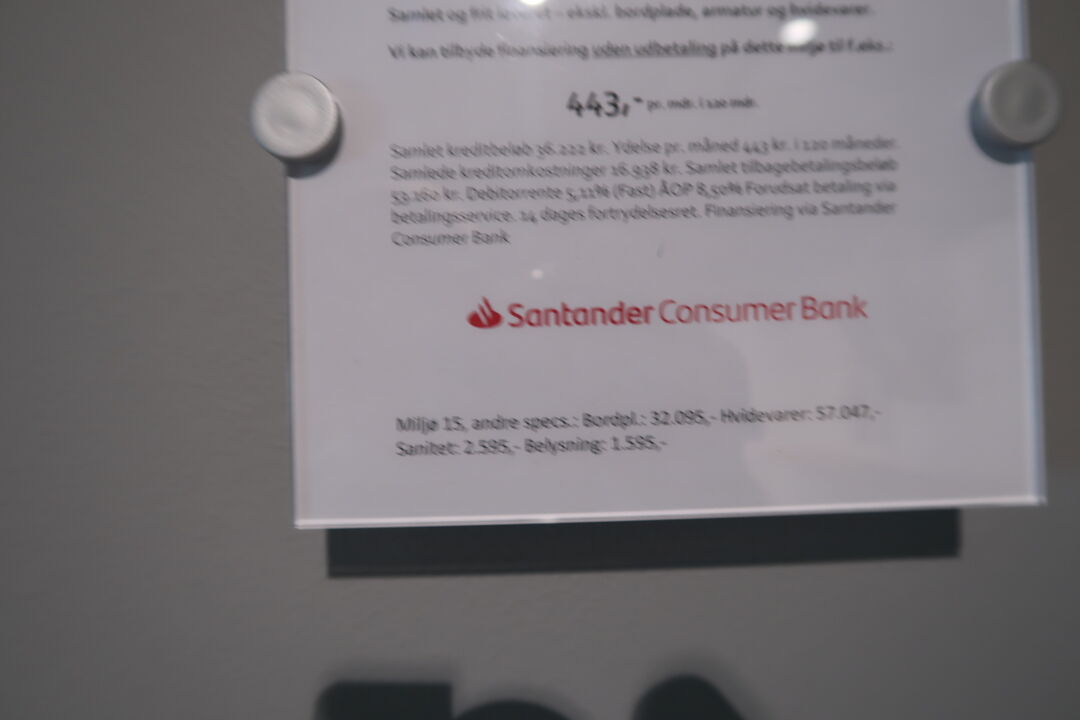 Samlet og frit leveret - ekskl. bordplade, armatur og hvidevarer.
Vi kan tilbyde finansiering uden udbetaling på dette miljø til f.eks.:
443,- pr. mdr. i 120 mdr.
Samlet kreditbeløb 36.222 kr. Ydelse pr. måned 443 kr. i 120 måneder.
Samlede kreditomkostninger 16.938 kr. Samlet tilbagebetalingsbeløb
53.160 kr. Debitorrente 5,11% (Fast) ÅOP 8,50% Forudsat betaling via
betalingsservice. 14 dages fortrydelsesret. Finansiering via Santander
Consumer Bank
Santander Consumer Bank
Miljø 15, andre specs.: Bordpl.: 32.095,- Hvidevarer: 57.047,-
Sanitet: 2.595,- Belysning: 1.595,-